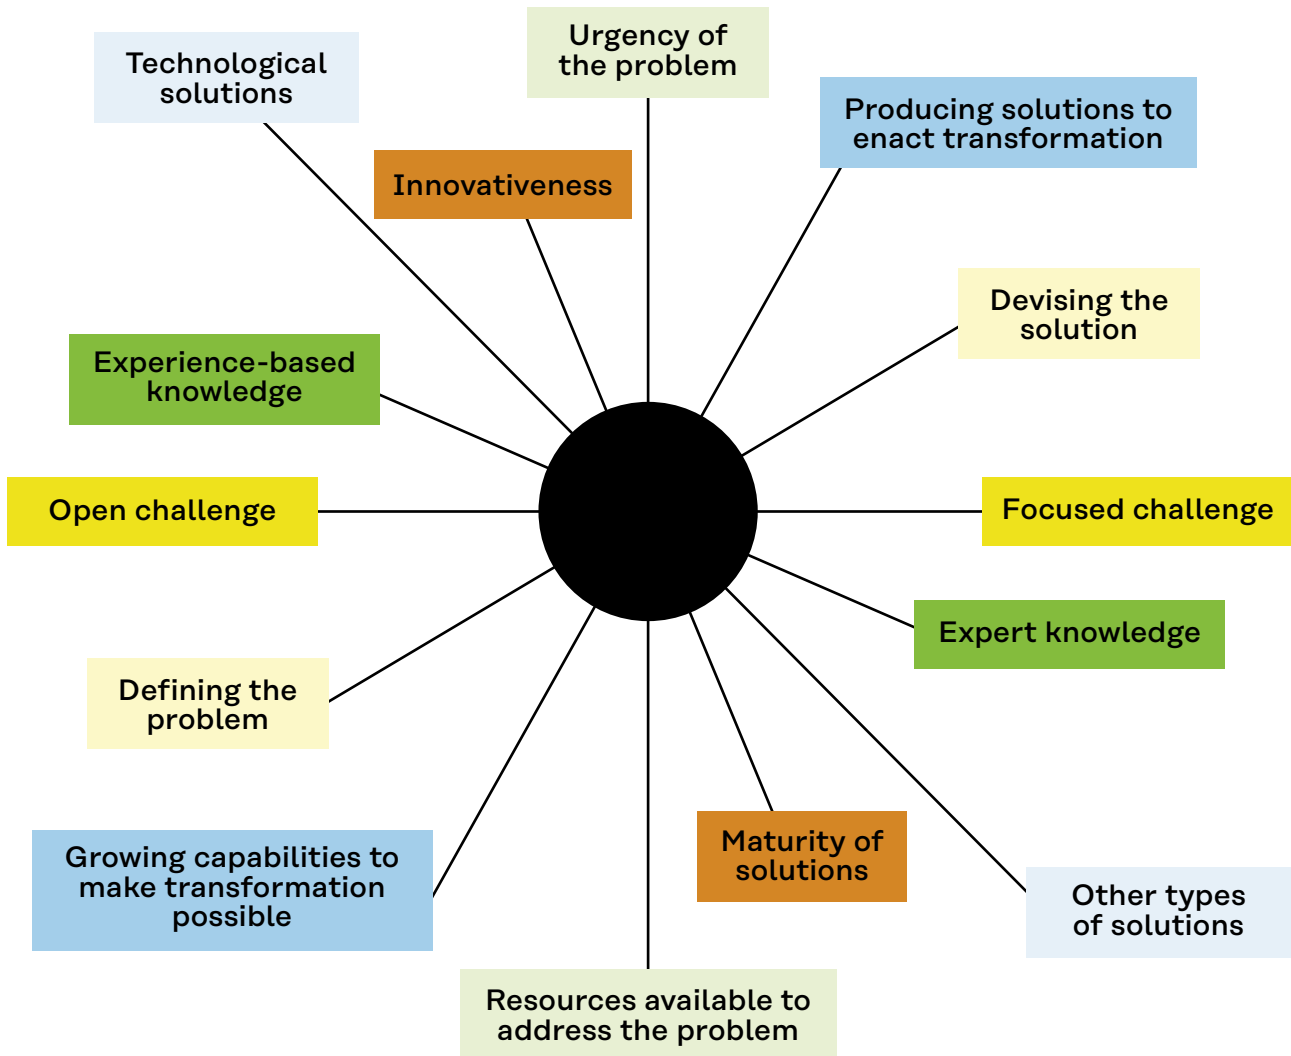 Urgency of
the problem
Technological
solutions
Producing solutions to
enact transformation
Innovativeness
Devising the
solution
Experience-based
knowledge
Open challenge
Focused challenge
Expert knowledge
Defining the
problem
Maturity of
solutions
Growing capabilities to
make transformation
possible
Other types
of solutions
Resources available to
address the problem